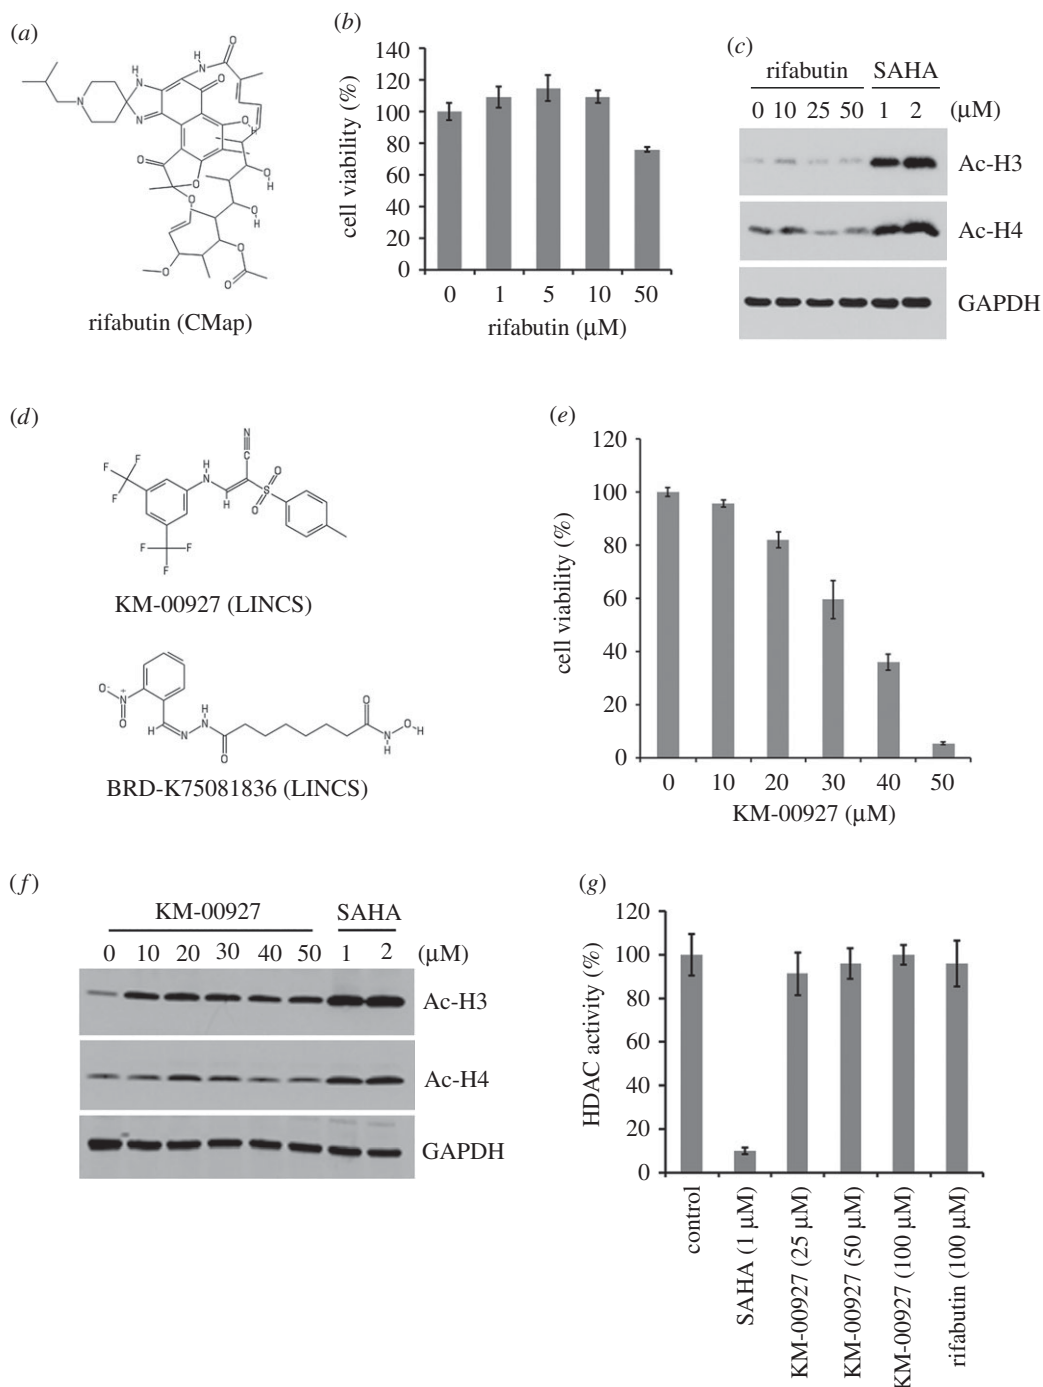 (a)
rifabutin (CMap)
(b)
cell viability (%)
140
120
100
80
60
40
20
0
0 1 5 10 50
rifabutin (μM)
(c)
rifabutin SAHA
0 10 25 50 1 2 (μM)
Ac-H3
Ac-H4
GAPDH
(d)
KM-00927 (LINCS)
BRD-K75081836 (LINCS)
(e)
cell viability (%)
120
100
80
60
40
20
0
0 10 20 30 40 50
KM-00927 (μM)
(f)
KM-00927 SAHA
0 10 20 30 40 50 1 2 (μM)
Ac-H3
Ac-H4
GAPDH
(g)
HDAC activity (%)
120
100
80
60
40
20
0
control
SAHA (1 μM)
KM-00927 (25 μM)
KM-00927 (50 μM)
KM-00927 (100 μM)
rifabutin (100 μM)